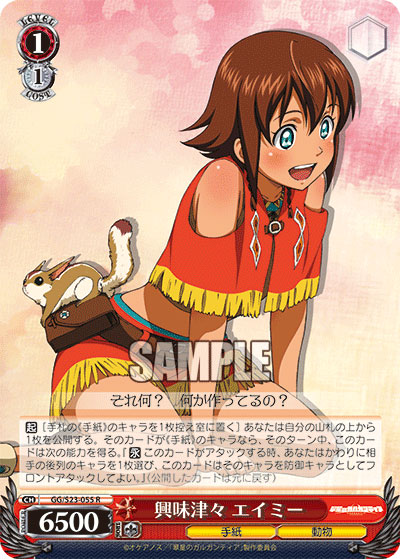 LEVEL
1
1
COST
SAMPLE
それ何? 何か作ってるの?
起 [手札の《手紙》のキャラを1枚控え室に置く] あなたは自分の山札の上から
1枚を公開する。そのカードが《手紙》のキャラなら、そのターン中、このカー
ドは次の能力を得る。『永 このカードがアタックする時、あなたはかわりに相
手の後列のキャラを1枚選び、このカードはそのキャラを防御キャラとして
フロントアタックしてよい。』(公開したカードは元に戻す)
CH
GG/S23-055 R
6500
興味津々 エイミー
手紙
動物
©オケアノス/「翠星のガルガンティア」製作委員会